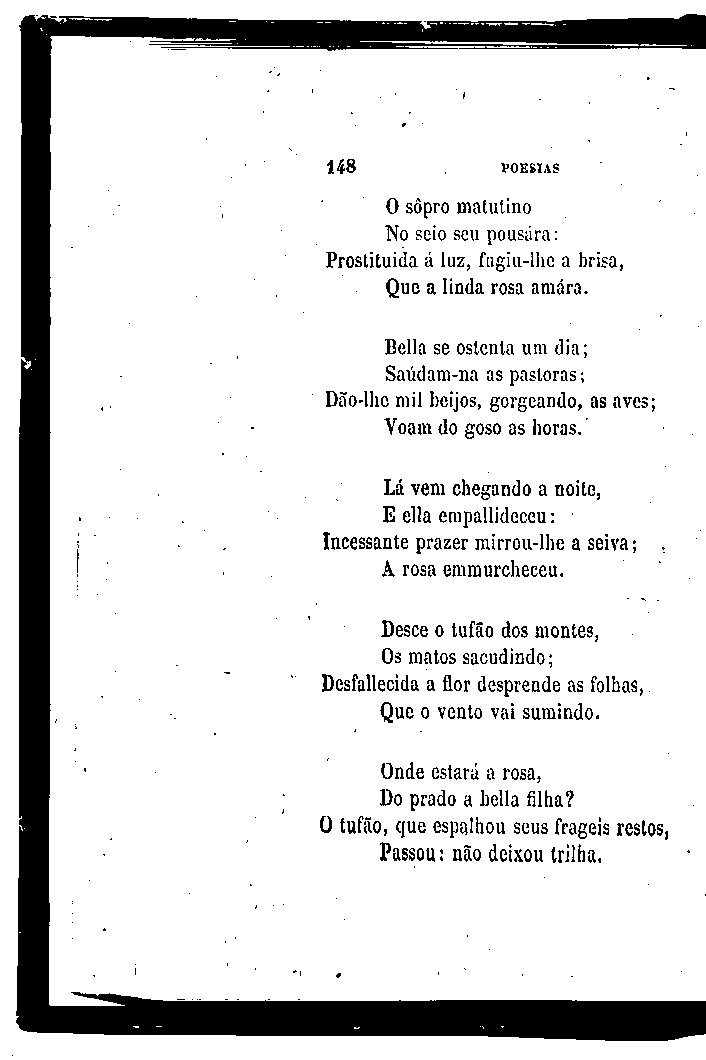 148 POESIAS
O sôpro matutino
No seio seu pousára:
Prostituida á luz, fugiu-lhe a brisa,
Que a linda rosa amára.
Bella se ostenta um dia;
Saúdam-na as pastoras;
Dão-lhe mil beijos, gorgeando, as aves;
Voam do goso as horas.
Lá vem chegando a noite,
E ella empallideceu:
Incessante prazer mirrou-lhe a seiva;
A rosa emmurcheceu.
Desce o tufão dos montes,
Os matos sacudindo;
Desfallecida a flor desprende as folhas,
Que o vento vai sumindo.
Onde estará a rosa,
Do prado a bella filha?
O tufão, que espalhou seus frageis restos,
Passou: não deixou trilha.